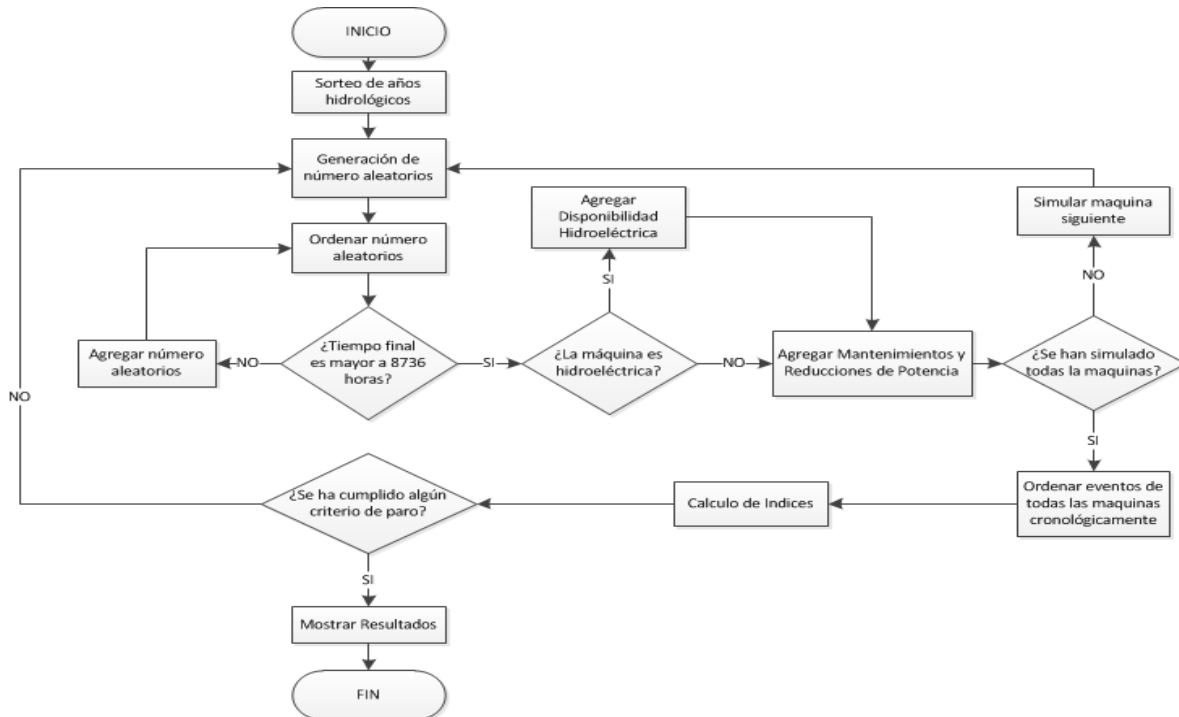 INICIO
Sorteo de años
hidrológicos
Generación de
número aleatorios
Ordenar número
aleatorios
¿Tiempo final
es mayor a 8736
horas?
NO
Agregar número
aleatorios
SI
¿La máquina es
hidroeléctrica?
SI
Agregar
Disponibilidad
Hidroeléctrica
NO
Agregar Mantenimientos y
Reducciones de Potencia
¿Se han simulado
todas la maquinas?
NO
Simular maquina
siguiente
SI
Ordenar eventos de
todas las maquinas
cronológicamente
Calculo de Indices
¿Se ha cumplido algún
criterio de paro?
NO
SI
Mostrar Resultados
FIN